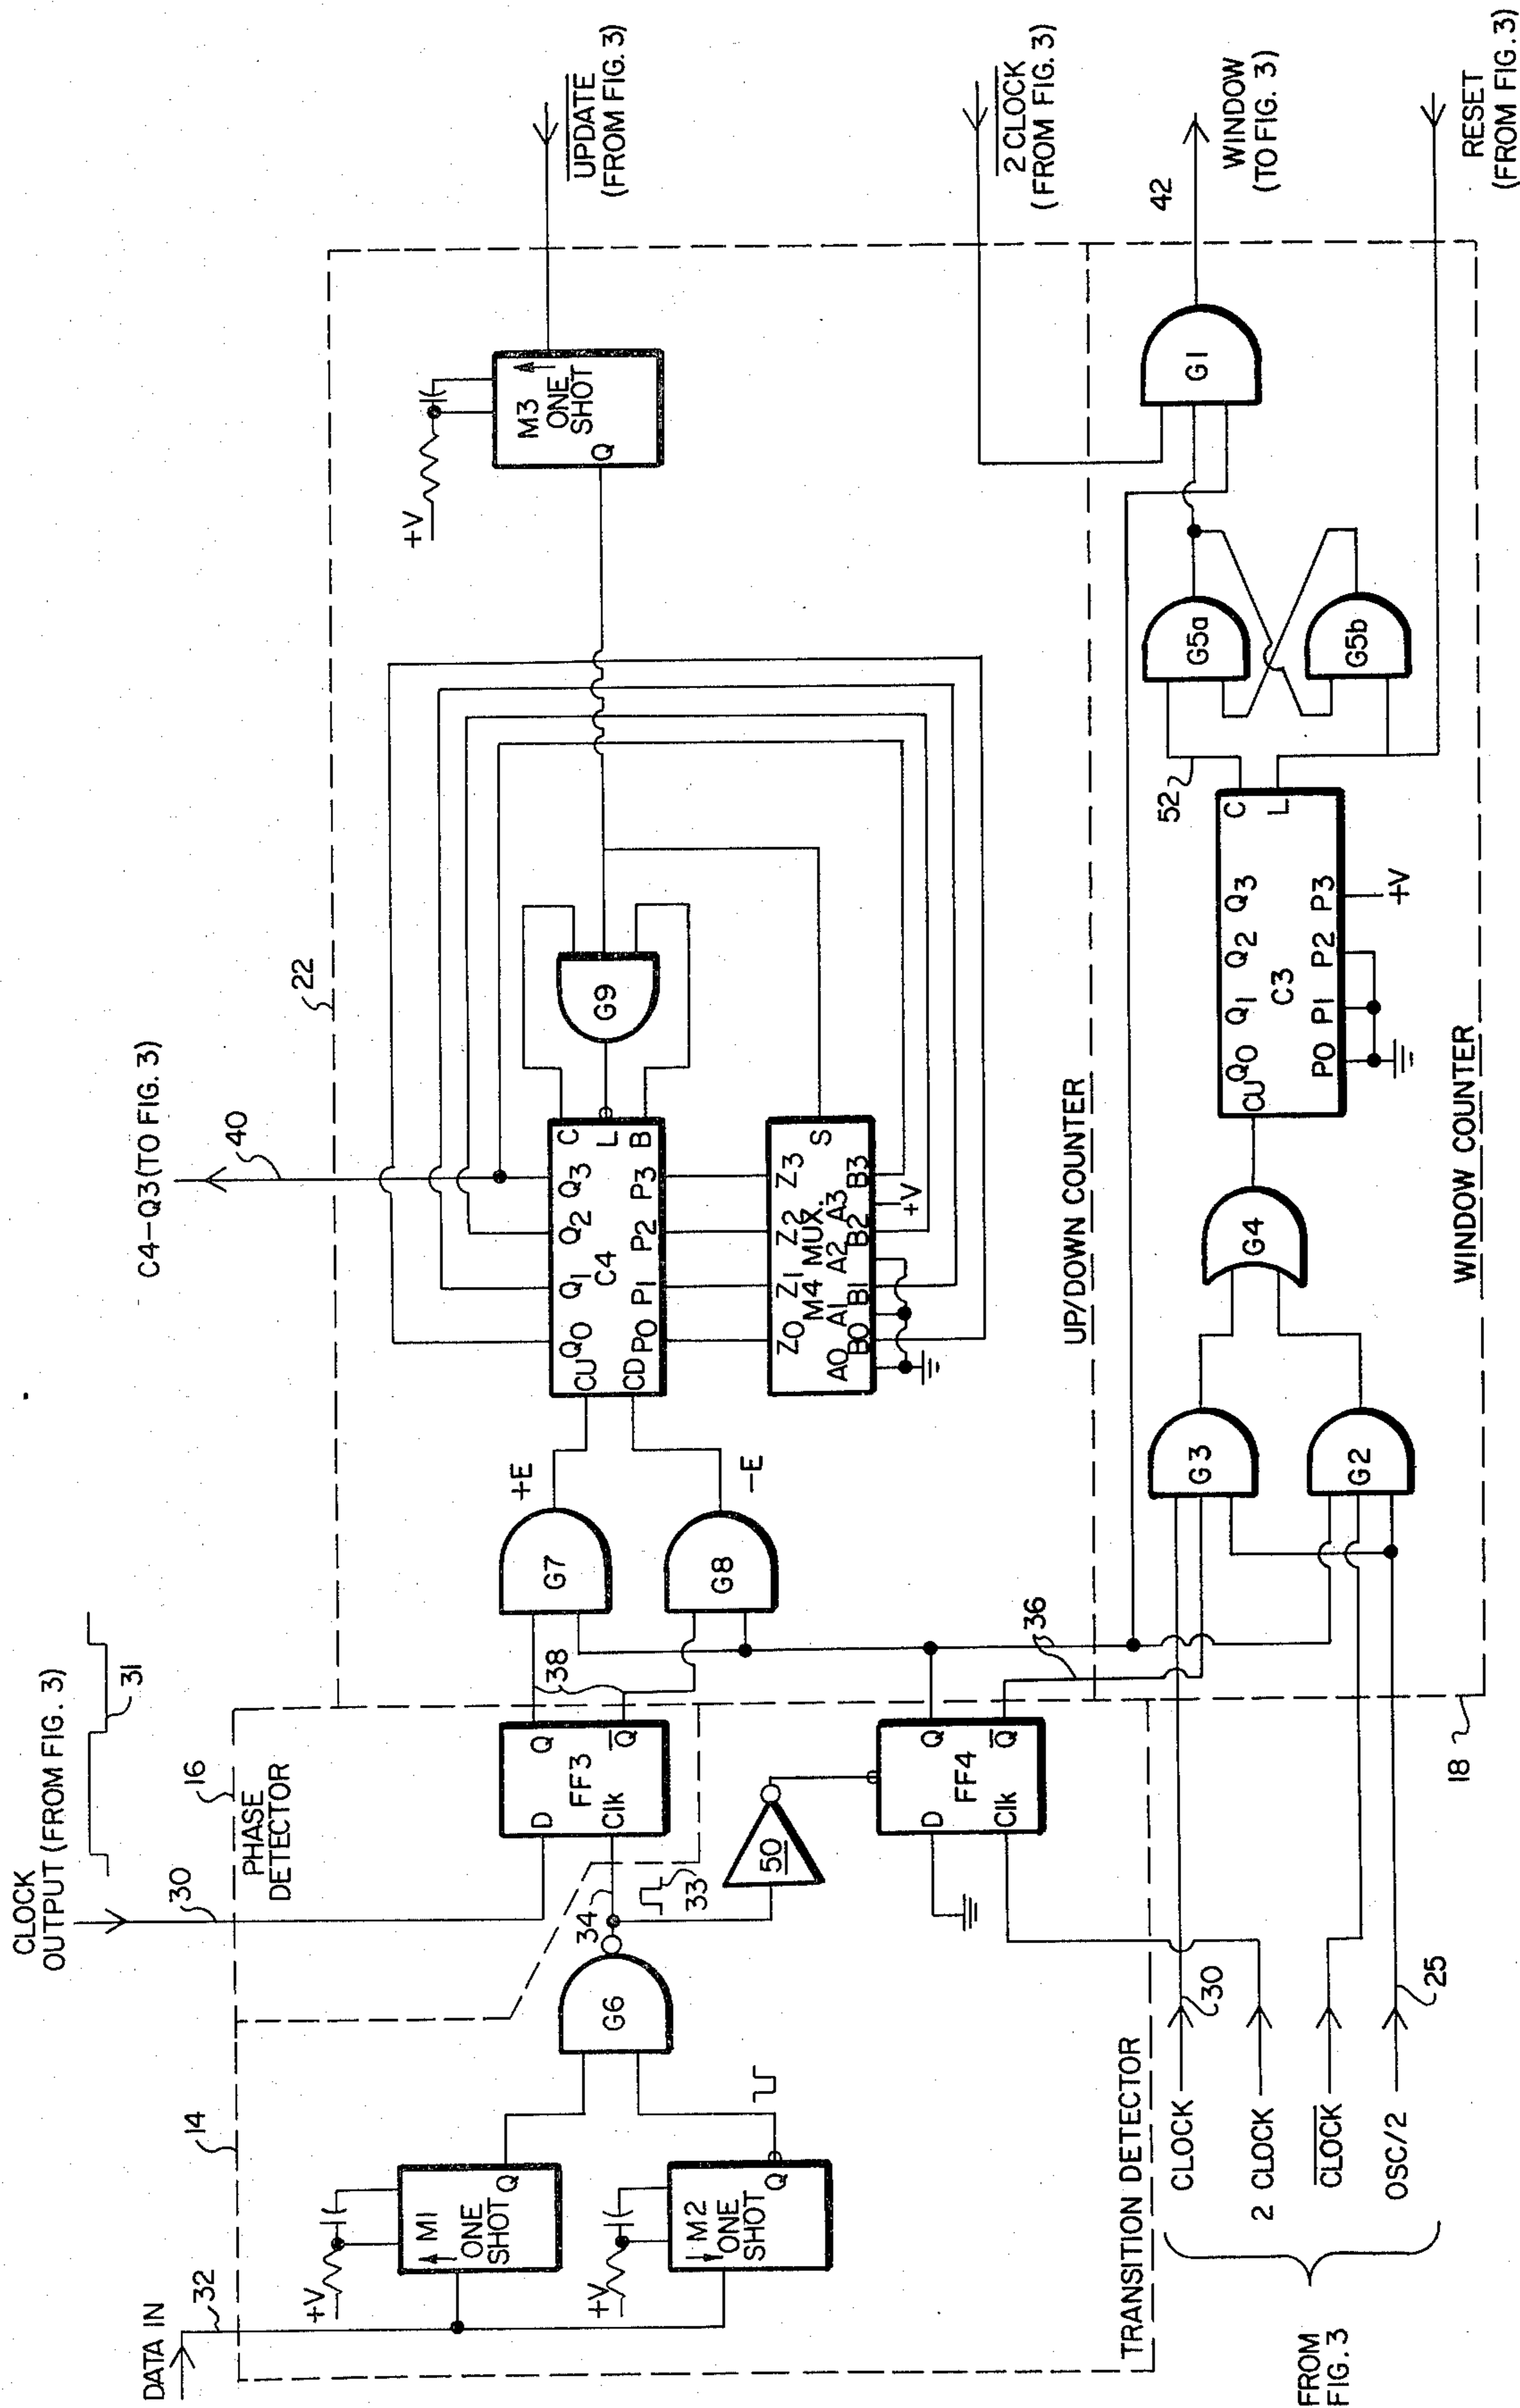 CLOCK
OUTPUT (FROM FIG. 3)
31
30
16
PHASE
DETECTOR
14
DATA IN
32
+V
M1
ONE
SHOT
Q
+V
M2
ONE
SHOT
Q
G6
34
33
D
Q
FF3
Clk
Q
38
50
D
Q
FF4
Clk
Q
36
TRANSITION DETECTOR
C4-Q3 (TO FIG. 3)
40
22
G7
+E
G8
-E
CU
Q0
Q1
Q2
Q3
C
C4
L
CD
P0
P1
P2
P3
B
G9
Z0
Z1
Z2
Z3
M4
MUX.
S
A0
B0
A1
B1
A2
B2
A3
B3
+V
+V
M3
ONE
SHOT
Q
UPDATE
(FROM FIG. 3)
UP/DOWN COUNTER
2 CLOCK
(FROM FIG. 3)
42
WINDOW
(TO FIG. 3)
G1
RESET
(FROM FIG. 3)
G5a
G5b
52
CU
Q0
Q1
Q2
Q3
C
C3
L
P0
P1
P2
P3
+V
G4
G3
G2
WINDOW COUNTER
18
CLOCK
30
2 CLOCK
CLOCK
OSC/2
25
FROM
FIG. 3